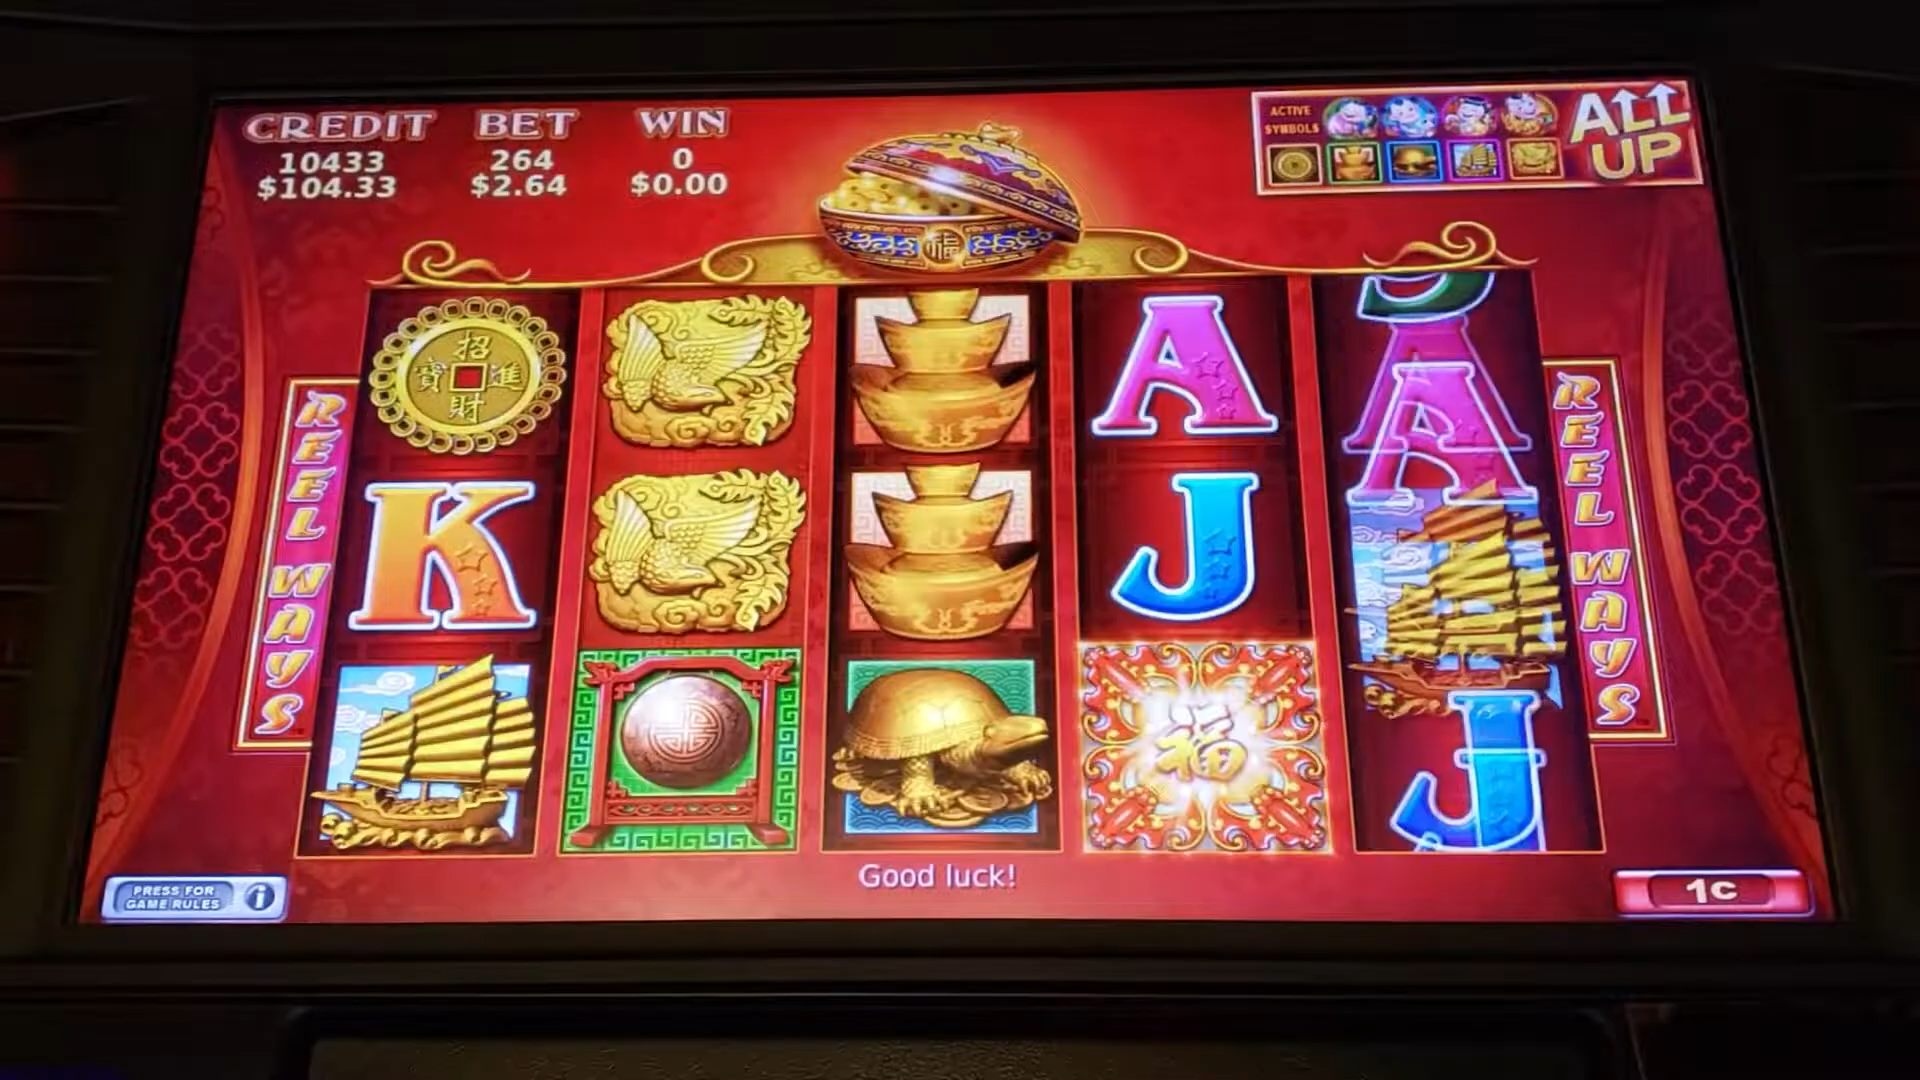 CREDIT BET WIN
10433 264 0
$104.33 $2.64 $0.00
ACTIVE
SYMBOLS
ALL
UP
福
招
寶 進
財
A
A
A
K
J
福
J
REEL WAYS
REEL WAYS
Good luck!
PRESS FOR
GAME RULES i
1C